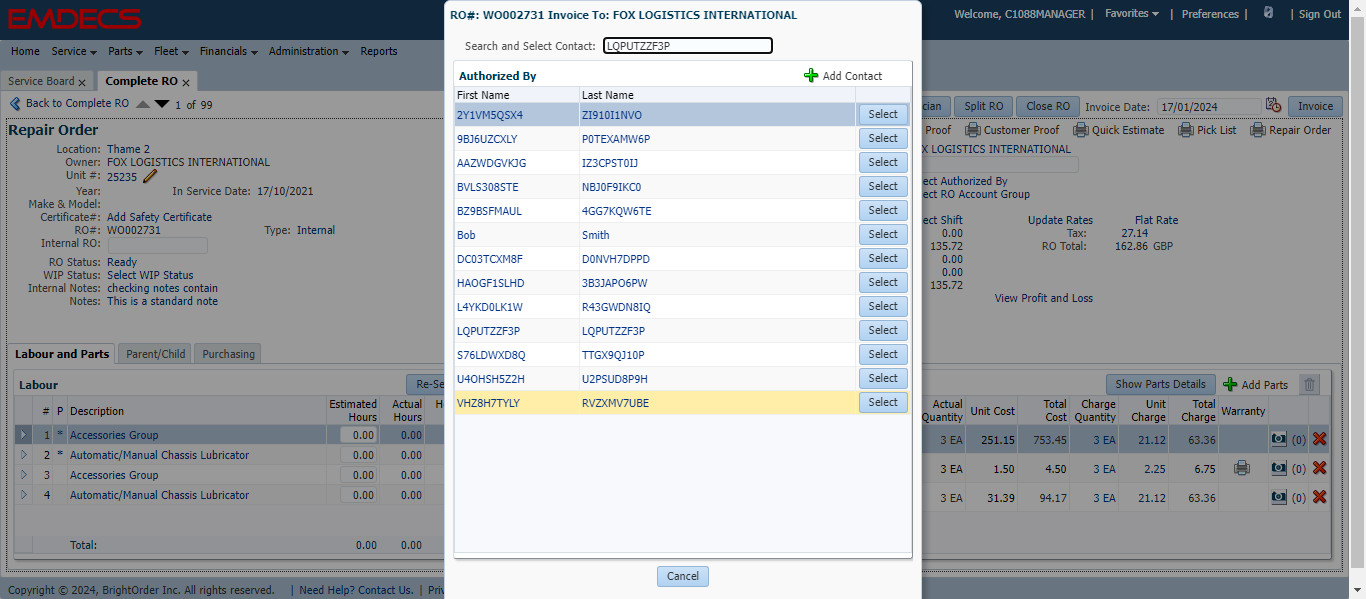 EMDECS
Welcome, C1088MANAGER | Favorites | Preferences | | Sign Out
Home Service Parts Fleet Financials Administration Reports
Service Board x Complete RO x
Back to Complete RO 1 of 99
cian Split RO Close RO Invoice Date: 17/01/2024 Invoice
Proof Customer Proof Quick Estimate Pick List Repair Order
Repair Order
Location: Thame 2
Owner: FOX LOGISTICS INTERNATIONAL
Unit #: 25235
Year: In Service Date: 17/10/2021
Make & Model:
Certificate#: Add Safety Certificate
RO#: WO002731 Type: Internal
Internal RO:
RO Status: Ready
WIP Status: Select WIP Status
Internal Notes: checking notes contain
Notes: This is a standard note
X LOGISTICS INTERNATIONAL
ect Authorized By
ect RO Account Group
ect Shift Update Rates Flat Rate
0.00 Tax: 27.14
135.72 RO Total: 162.86 GBP
0.00
0.00
135.72
View Profit and Loss
RO#: WO002731 Invoice To: FOX LOGISTICS INTERNATIONAL
Search and Select Contact: LQPUTZZF3P
Authorized By Add Contact
First Name Last Name
2Y1VM5QSX4 ZI910I1NVO Select
9BJ6UZCXLY P0TEXAMW6P Select
AAZWDGVKJG IZ3CPST0IJ Select
BVLS308STE NBJ0F9IKC0 Select
BZ9BSFMAUL 4GG7KQW6TE Select
Bob Smith Select
DC03TCXM8F D0NVH7DPPD Select
HAOGF1SLHD 3B3JAPO6PW Select
L4YKD0LK1W R43GWDN8IQ Select
LQPUTZZF3P LQPUTZZF3P Select
S76LDWXD8Q TTGX9QJ10P Select
U4OHSH5Z2H U2PSUD8P9H Select
VHZ8H7TYLY RVZXMV7UBE Select
Cancel
Labour and Parts Parent/Child Purchasing
Labour Re-Se
# P Description Estimated Hours Actual Hours H
1 * Accessories Group 0.00 0.00
2 * Automatic/Manual Chassis Lubricator 0.00 0.00
3 Accessories Group 0.00 0.00
4 Automatic/Manual Chassis Lubricator 0.00 0.00
Total: 0.00 0.00
Show Parts Details Add Parts
Actual Quantity Unit Cost Total Cost Charge Quantity Unit Charge Total Charge Warranty
3 EA 251.15 753.45 3 EA 21.12 63.36 (0)
3 EA 1.50 4.50 3 EA 2.25 6.75 (0)
3 EA 31.39 94.17 3 EA 21.12 63.36 (0)
Copyright © 2024, BrightOrder Inc. All rights reserved. | Need Help? Contact Us. | Priv